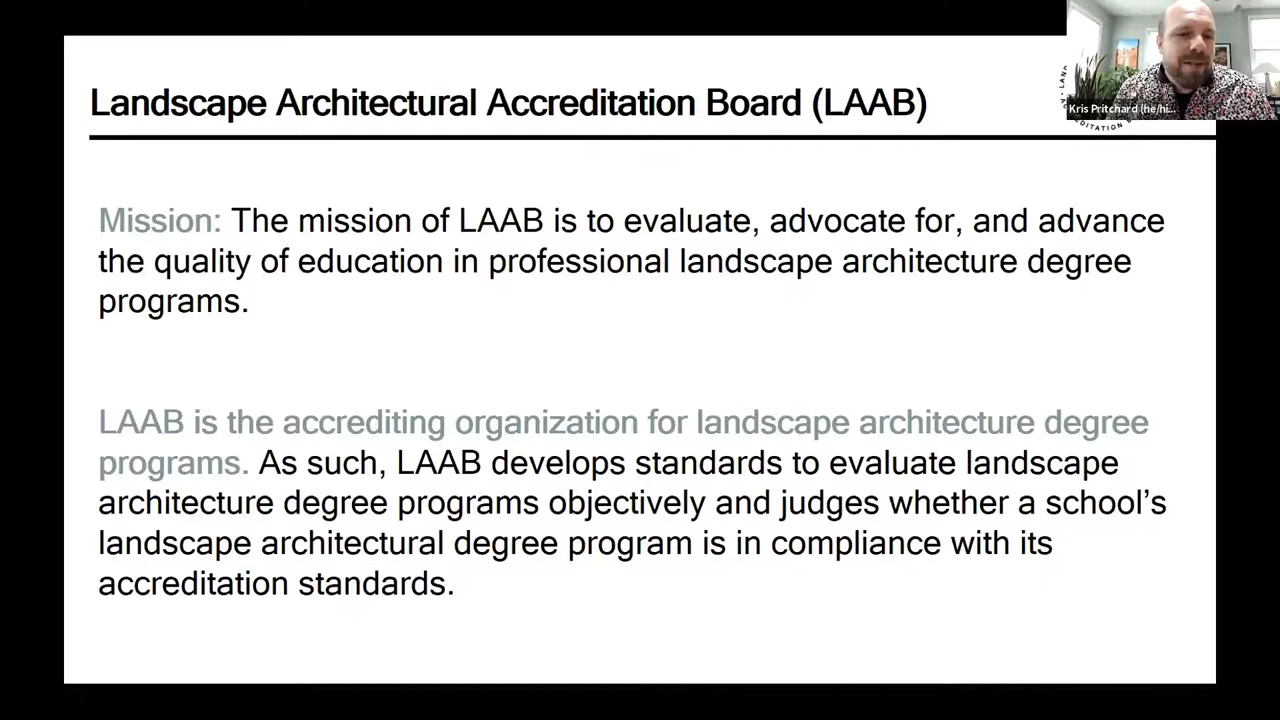 Landscape Architectural Accreditation Board (LAAB)
Kris Pritchard (he/hi...
Mission: The mission of LAAB is to evaluate, advocate for, and advance
the quality of education in professional landscape architecture degree
programs.
LAAB is the accrediting organization for landscape architecture degree
programs. As such, LAAB develops standards to evaluate landscape
architecture degree programs objectively and judges whether a school’s
landscape architectural degree program is in compliance with its
accreditation standards.